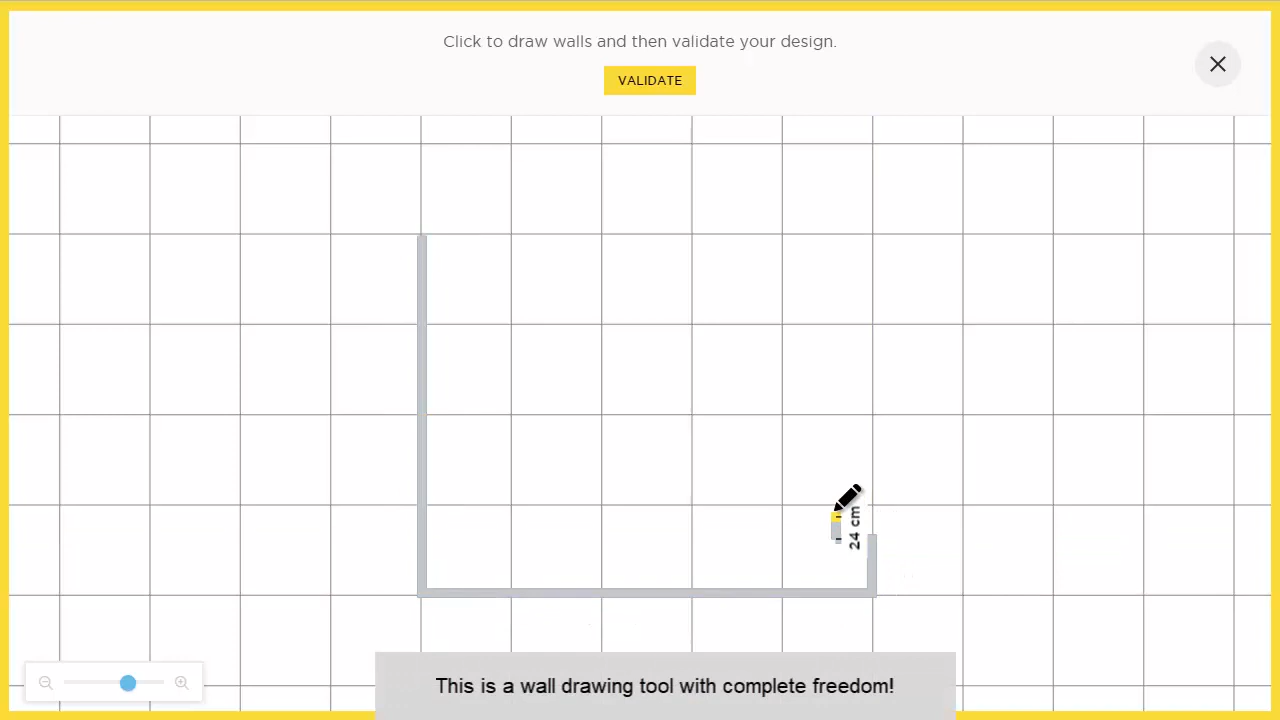 Click to draw walls and then validate your design.
VALIDATE
24 cm
This is a wall drawing tool with complete freedom!